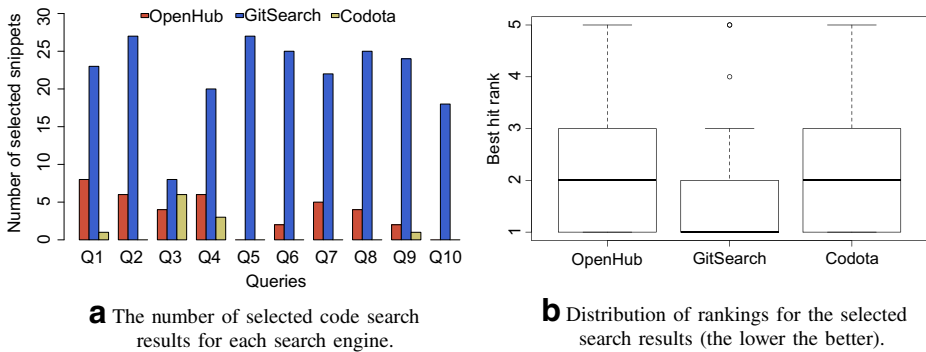 OpenHub GitSearch Codota
Number of selected snippets
30
25
20
15
10
5
0
Q1 Q2 Q3 Q4 Q5 Q6 Q7 Q8 Q9 Q10
Queries
a The number of selected code search
results for each search engine.
Best hit rank
5
4
3
2
1
OpenHub GitSearch Codota
b Distribution of rankings for the selected
search results (the lower the better).